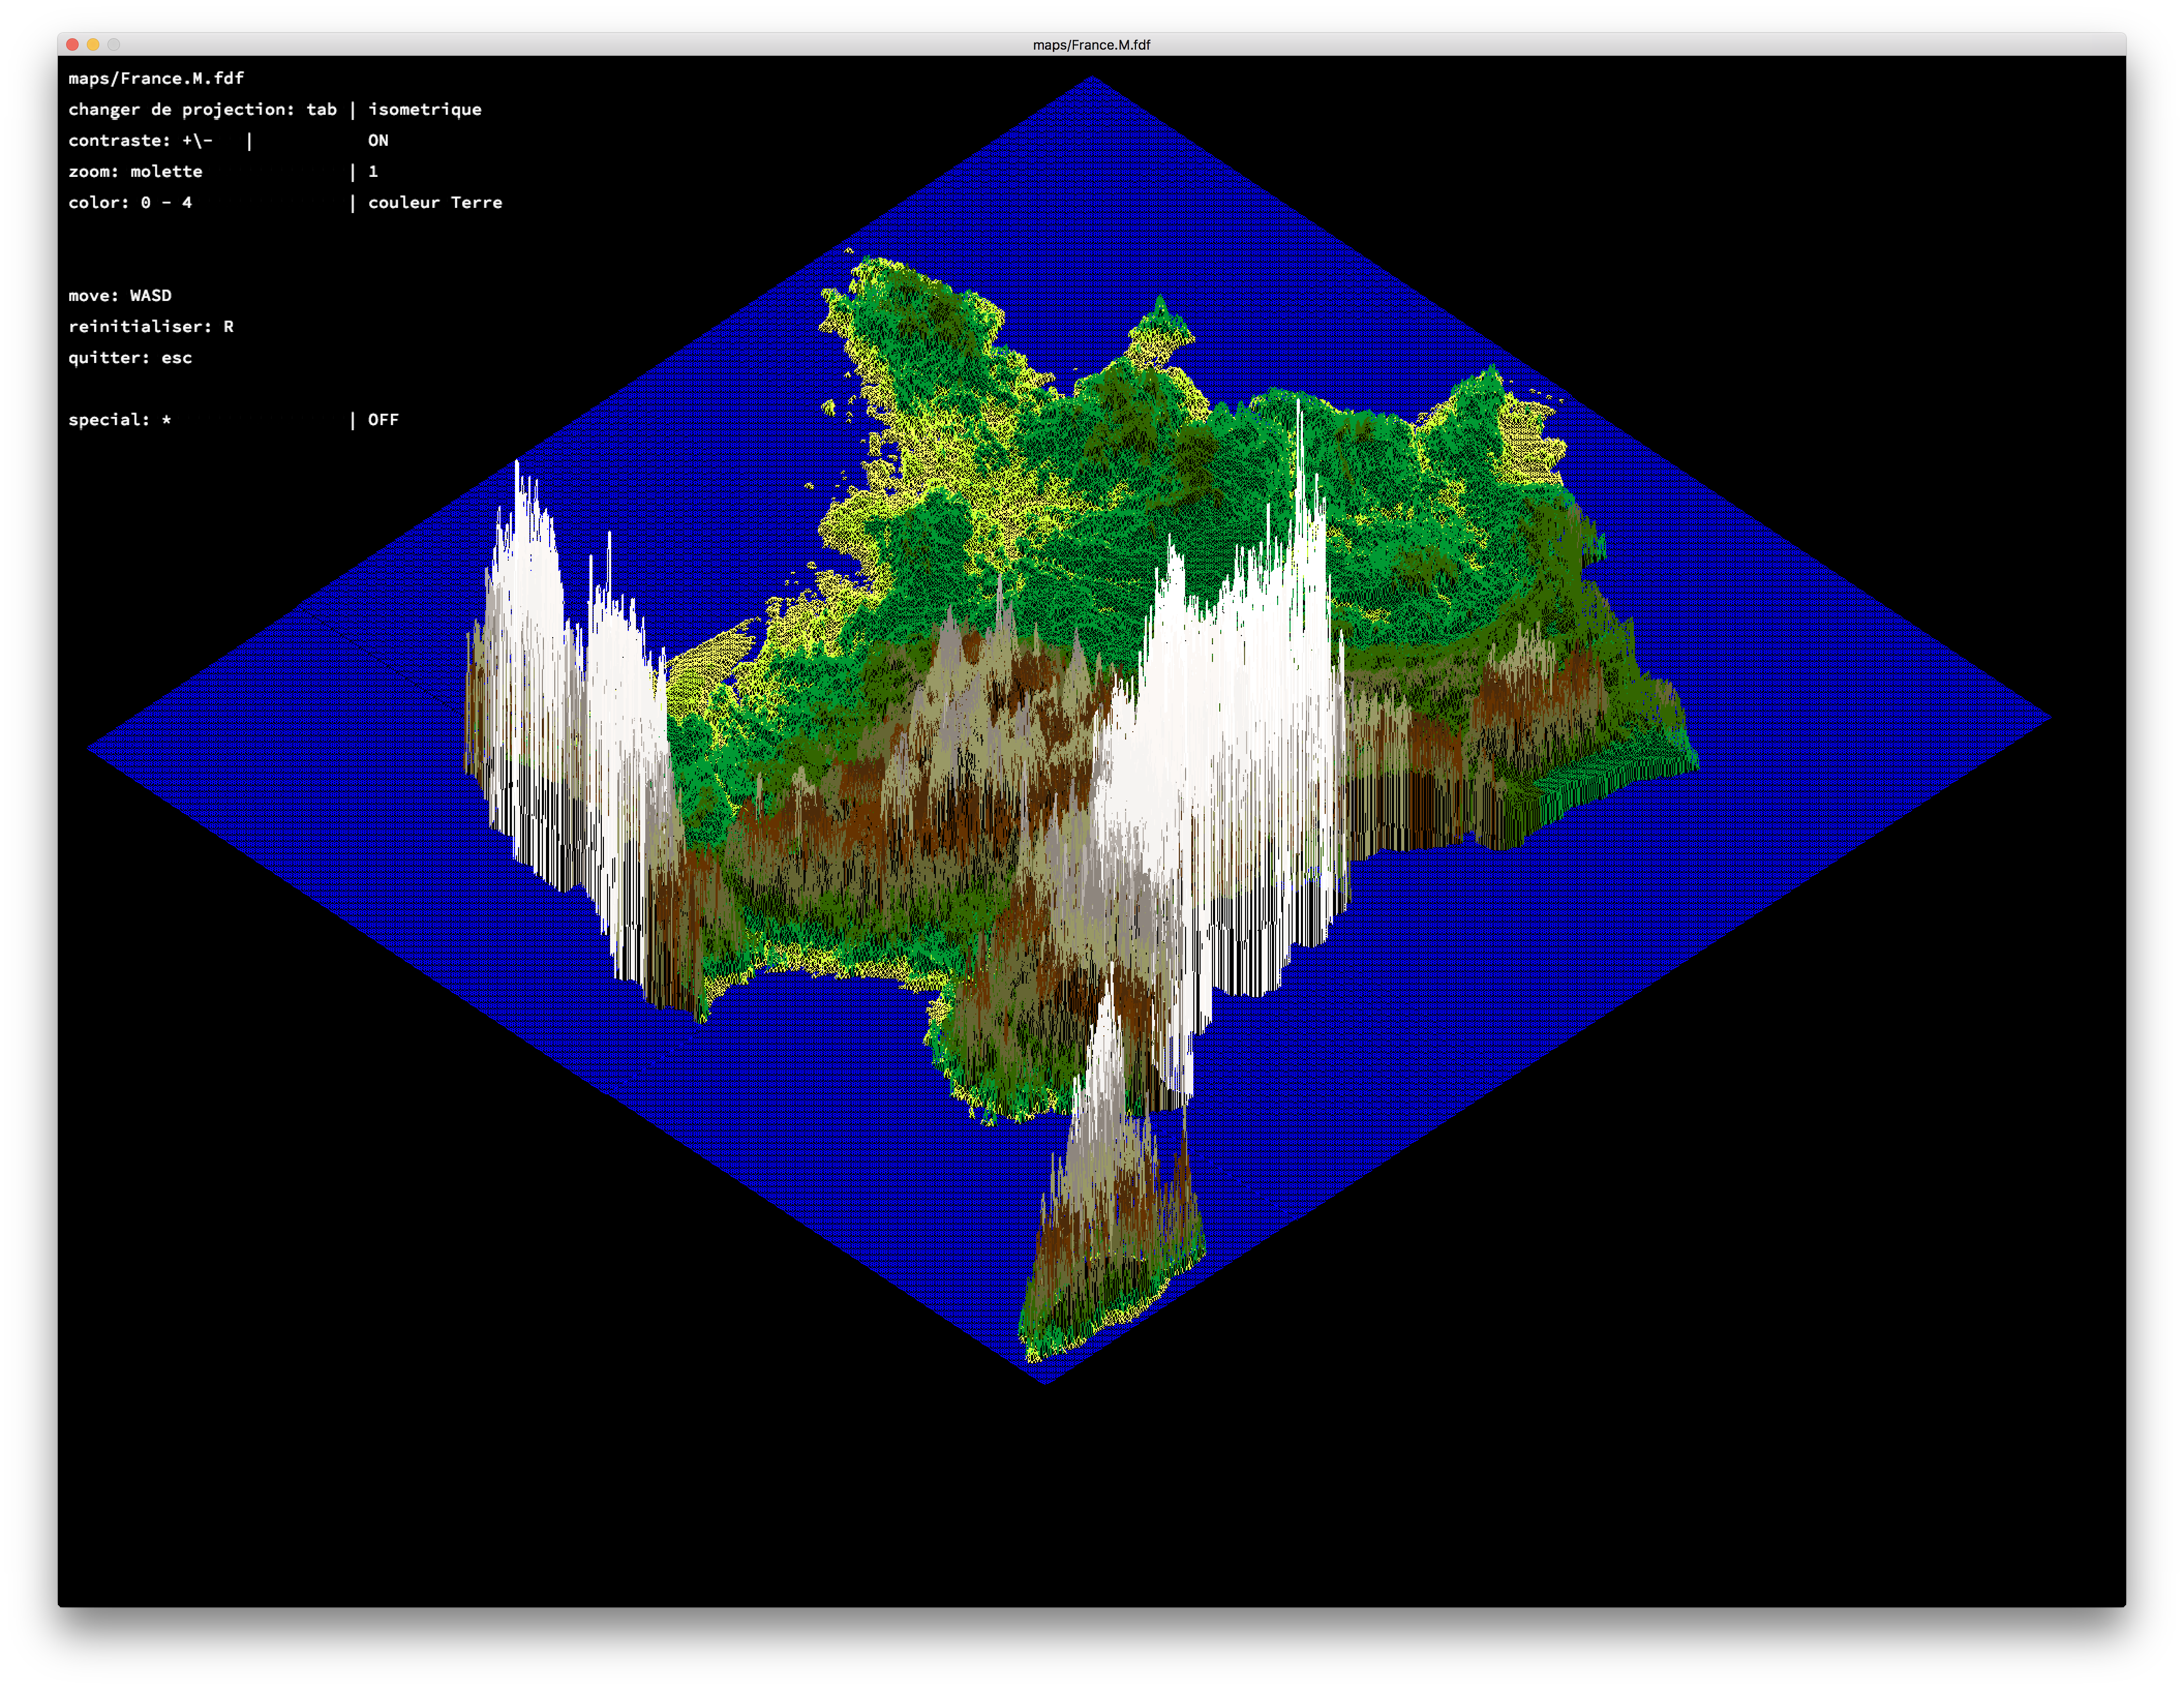 maps/France.M.fdf
maps/France.M.fdf
changer de projection: tab | isometrique
contraste: +\- | ON
zoom: molette | 1
color: 0 - 4 | couleur Terre
move: WASD
reinitialiser: R
quitter: esc
special: * | OFF